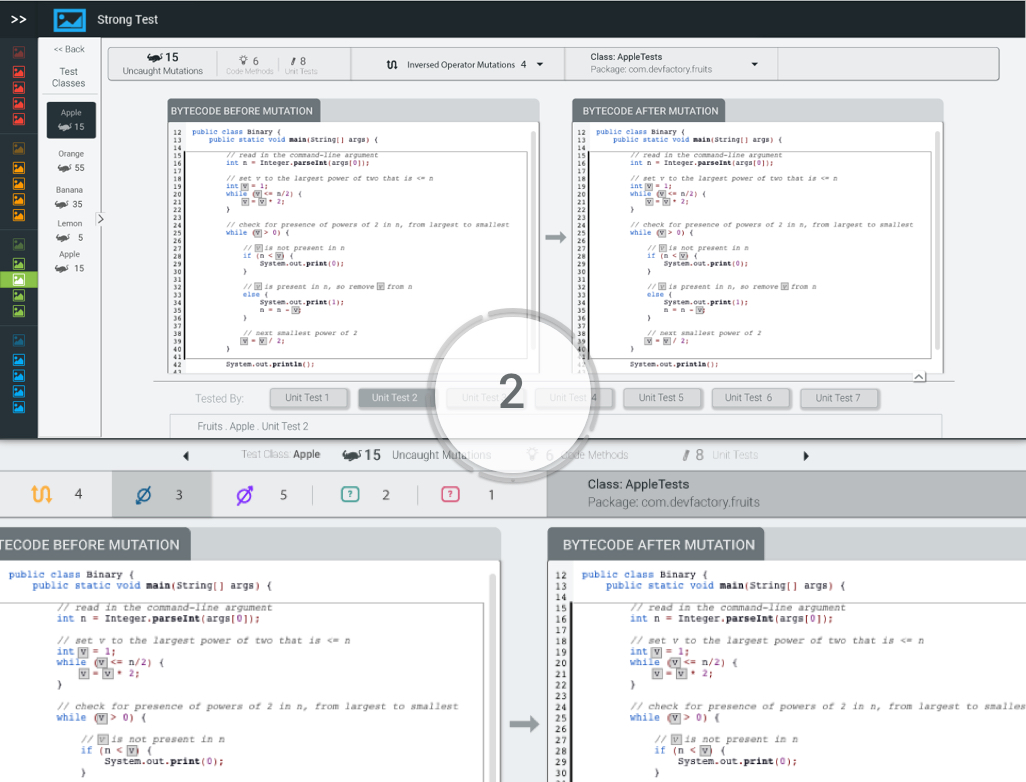 >> Strong Test
<< Back
Test
Classes
Apple
15
Orange
55
Banana
35
Lemon
5
Apple
15
15
Uncaught Mutations
6
Code Methods
8
Unit Tests
Inversed Operator Mutations 4
Class: AppleTests
Package: com.devfactory.fruits
BYTECODE BEFORE MUTATION
12 public class Binary {
13 public static void main(String[] args) {
14
15 // read in the command-line argument
16 int n = Integer.parseInt(args[0]);
17
18 // set v to the largest power of two that is <= n
19 int v = 1;
20 while (v <= n/2) {
21 v = v * 2;
22 }
23
24 // check for presence of powers of 2 in n, from largest to smallest
25 while (v > 0) {
26
27 // v is not present in n
28 if (n < v) {
29 System.out.print(0);
30 }
31
32 // v is present in n, so remove v from n
33 else {
34 System.out.print(1);
35 n = n - v;
36 }
37
38 // next smallest power of 2
39 v = v / 2;
40 }
41
42 System.out.println();
BYTECODE AFTER MUTATION
12 public class Binary {
13 public static void main(String[] args) {
14
15 // read in the command-line argument
16 int n = Integer.parseInt(args[0]);
17
18 // set v to the largest power of two that is <= n
19 int v = 1;
20 while (v <= n/2) {
21 v = v * 2;
22 }
23
24 // check for presence of powers of 2 in n, from largest to smallest
25 while (v > 0) {
26
27 // v is not present in n
28 if (n < v) {
29 System.out.print(0);
30 }
31
32 // v is present in n, so remove v from n
33 else {
34 System.out.print(1);
35 n = n - v;
36 }
37
38 // next smallest power of 2
39 v = v / 2;
40 }
41
42 System.out.println();
Tested By: Unit Test 1 Unit Test 2 Unit Test 4 Unit Test 5 Unit Test 6 Unit Test 7
2
Fruits . Apple . Unit Test 2
Test Class: Apple 15 Uncaught Mutations 6 Code Methods 8 Unit Tests
4 3 5 ? 2 ? 1
Class: AppleTests
Package: com.devfactory.fruits
TECODE BEFORE MUTATION
public class Binary {
public static void main(String[] args) {
// read in the command-line argument
int n = Integer.parseInt(args[0]);
// set v to the largest power of two that is <= n
int v = 1;
while (v <= n/2) {
v = v * 2;
}
// check for presence of powers of 2 in n, from largest to smallest
while (v > 0) {
// v is not present in n
if (n < v) {
System.out.print(0);
}
BYTECODE AFTER MUTATION
12 public class Binary {
13 public static void main(String[] args) {
14
15 // read in the command-line argument
16 int n = Integer.parseInt(args[0]);
17
18 // set v to the largest power of two that is <= n
19 int v = 1;
20 while (v <= n/2) {
21 v = v * 2;
22 }
23
24 // check for presence of powers of 2 in n, from largest to smalles
25 while (v > 0) {
26
27 // v is not present in n
28 if (n < v) {
29 System.out.print(0);
30 }